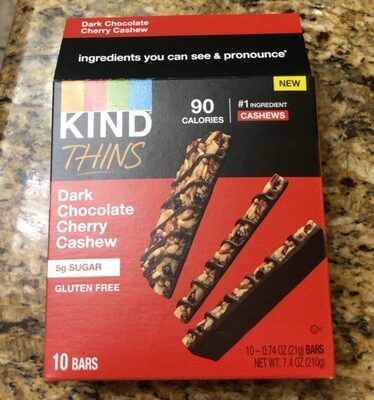 Dark Chocolate
Cherry Cashew
ingredients you can see & pronounce®
NEW
KIND
THINS
90
CALORIES
#1 INGREDIENT
CASHEWS
Dark
Chocolate
Cherry
Cashew
5g SUGAR
GLUTEN FREE
10 BARS
10 – 0.74 OZ (21g) BARS
NET WT. 7.4 OZ (210g)